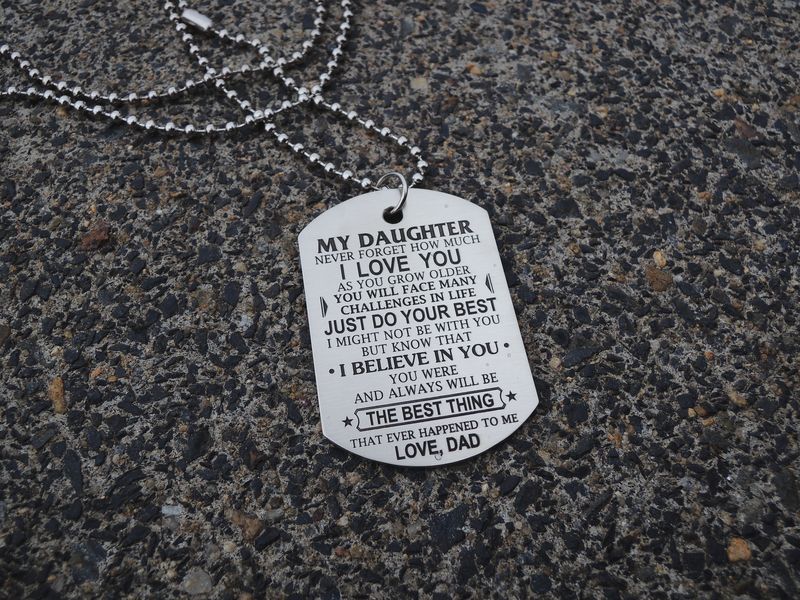 MY DAUGHTER
NEVER FORGET HOW MUCH
I LOVE YOU
AS YOU GROW OLDER
YOU WILL FACE MANY
CHALLENGES IN LIFE
JUST DO YOUR BEST
I MIGHT NOT BE WITH YOU
BUT KNOW THAT
• I BELIEVE IN YOU •
YOU WERE
AND ALWAYS WILL BE
★ THE BEST THING ★
THAT EVER HAPPENED TO ME
LOVE, DAD